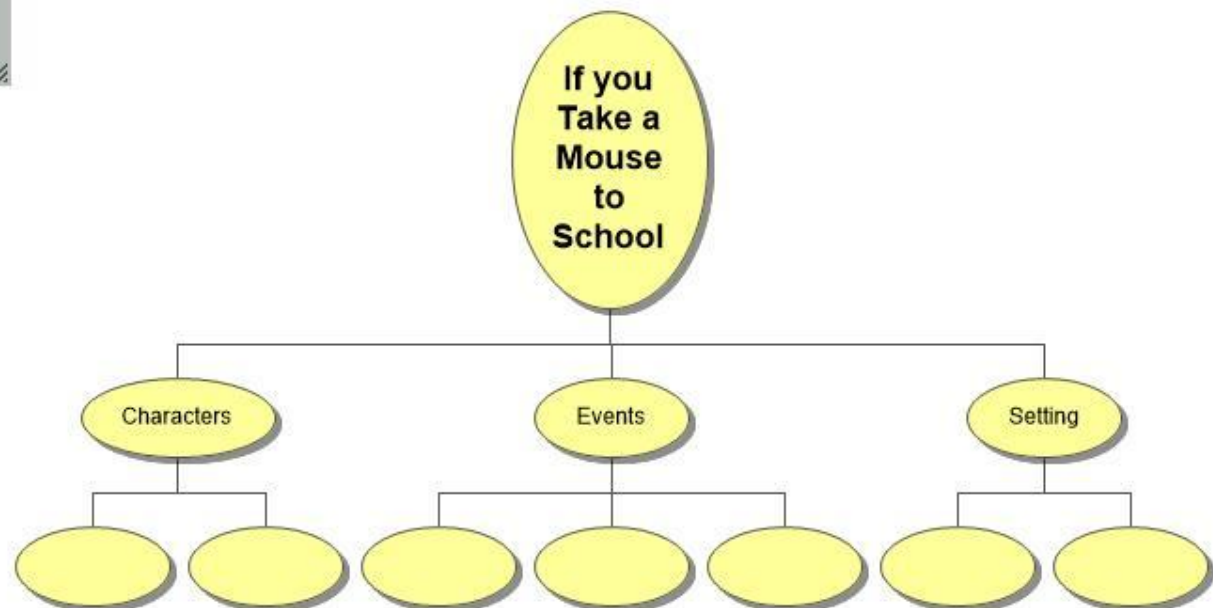 If you
Take a
Mouse
to
School
Characters
Events
Setting